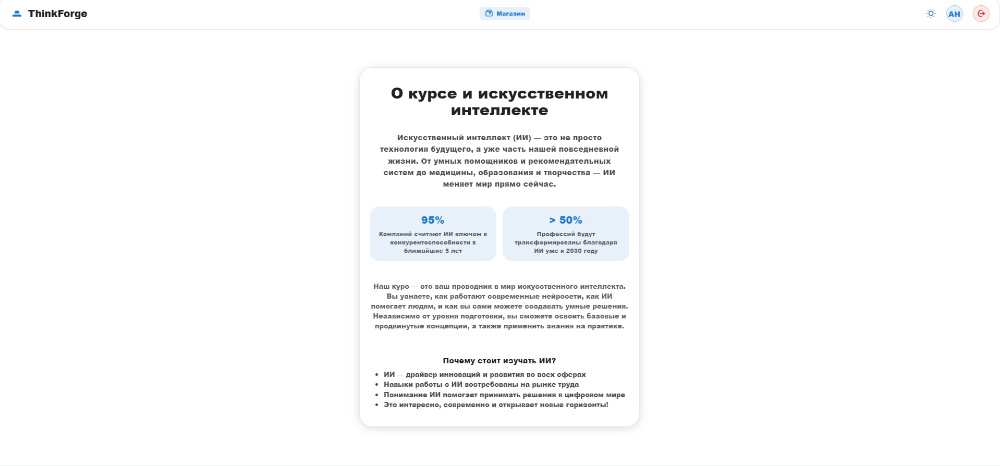 ThinkForge
Магазин
АН
О курсе и искусственном
интеллекте
Искусственный интеллект (ИИ) — это не просто
технология будущего, а уже часть нашей повседневной
жизни. От умных помощников и рекомендательных
систем до медицины, образования и творчества — ИИ
меняет мир прямо сейчас.
95%
Компаний считают ИИ ключом к
конкурентоспособности в
ближайшие 5 лет
> 50%
Профессий будут
трансформированы благодаря
ИИ уже к 2030 году
Наш курс — это ваш проводник в мир искусственного интеллекта.
Вы узнаете, как работают современные нейросети, как ИИ
помогает людям, и как вы сами можете создавать умные решения.
Независимо от уровня подготовки, вы сможете освоить базовые и
продвинутые концепции, а также применить знания на практике.
Почему стоит изучать ИИ?
• ИИ — драйвер инноваций и развития во всех сферах
• Навыки работы с ИИ востребованы на рынке труда
• Понимание ИИ помогает принимать решения в цифровом мире
• Это интересно, современно и открывает новые горизонты!